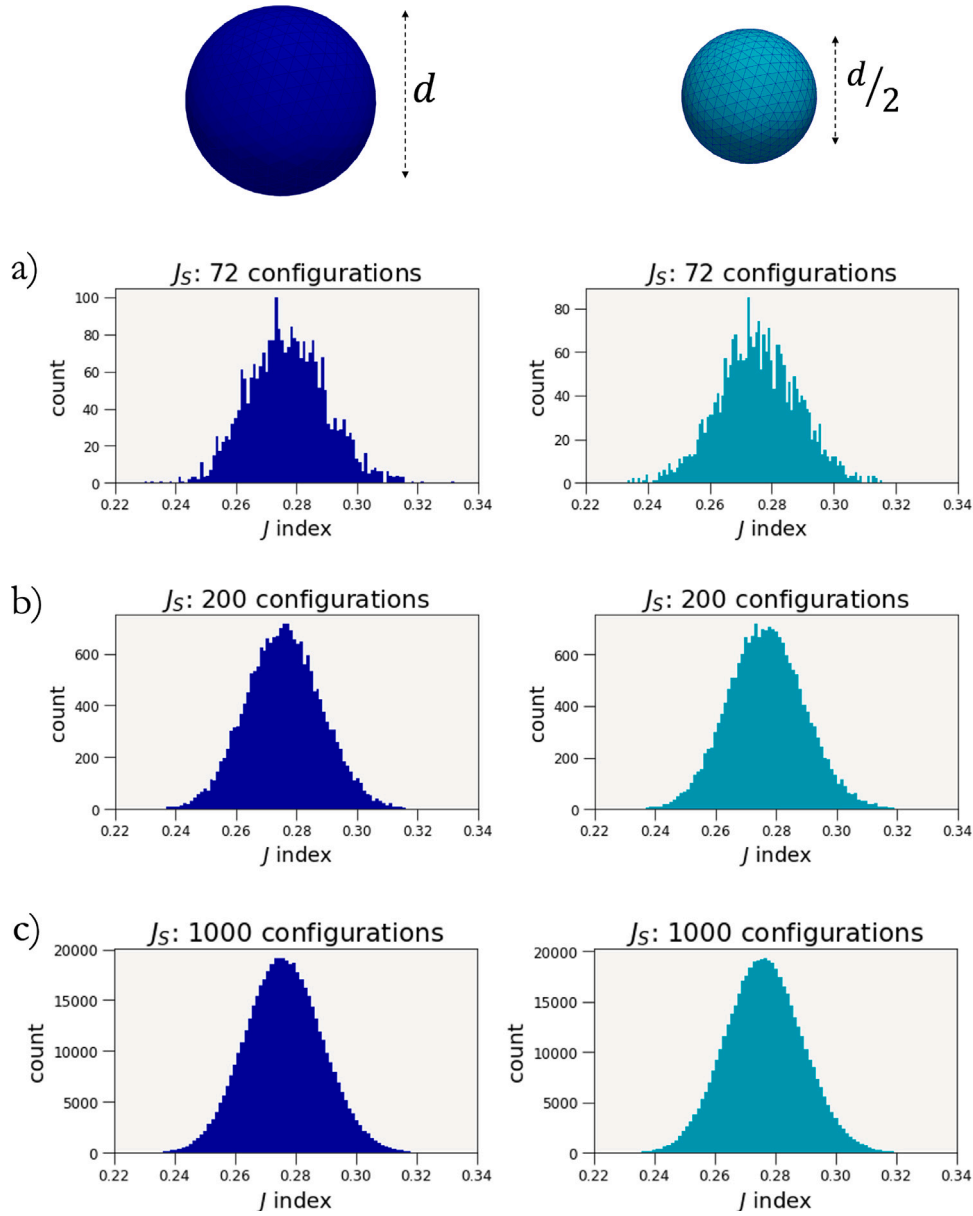 d
d/2
a)
J_S: 72 configurations
J_S: 72 configurations
100
80
60
40
20
0
count
80
60
40
20
0
count
0.22 0.24 0.26 0.28 0.30 0.32 0.34
0.22 0.24 0.26 0.28 0.30 0.32 0.34
J index
J index
b)
J_S: 200 configurations
J_S: 200 configurations
600
400
200
0
count
600
400
200
0
count
0.22 0.24 0.26 0.28 0.30 0.32 0.34
0.22 0.24 0.26 0.28 0.30 0.32 0.34
J index
J index
c)
J_S: 1000 configurations
J_S: 1000 configurations
20000
15000
10000
5000
0
count
20000
15000
10000
5000
0
count
0.22 0.24 0.26 0.28 0.30 0.32 0.34
0.22 0.24 0.26 0.28 0.30 0.32 0.34
J index
J index